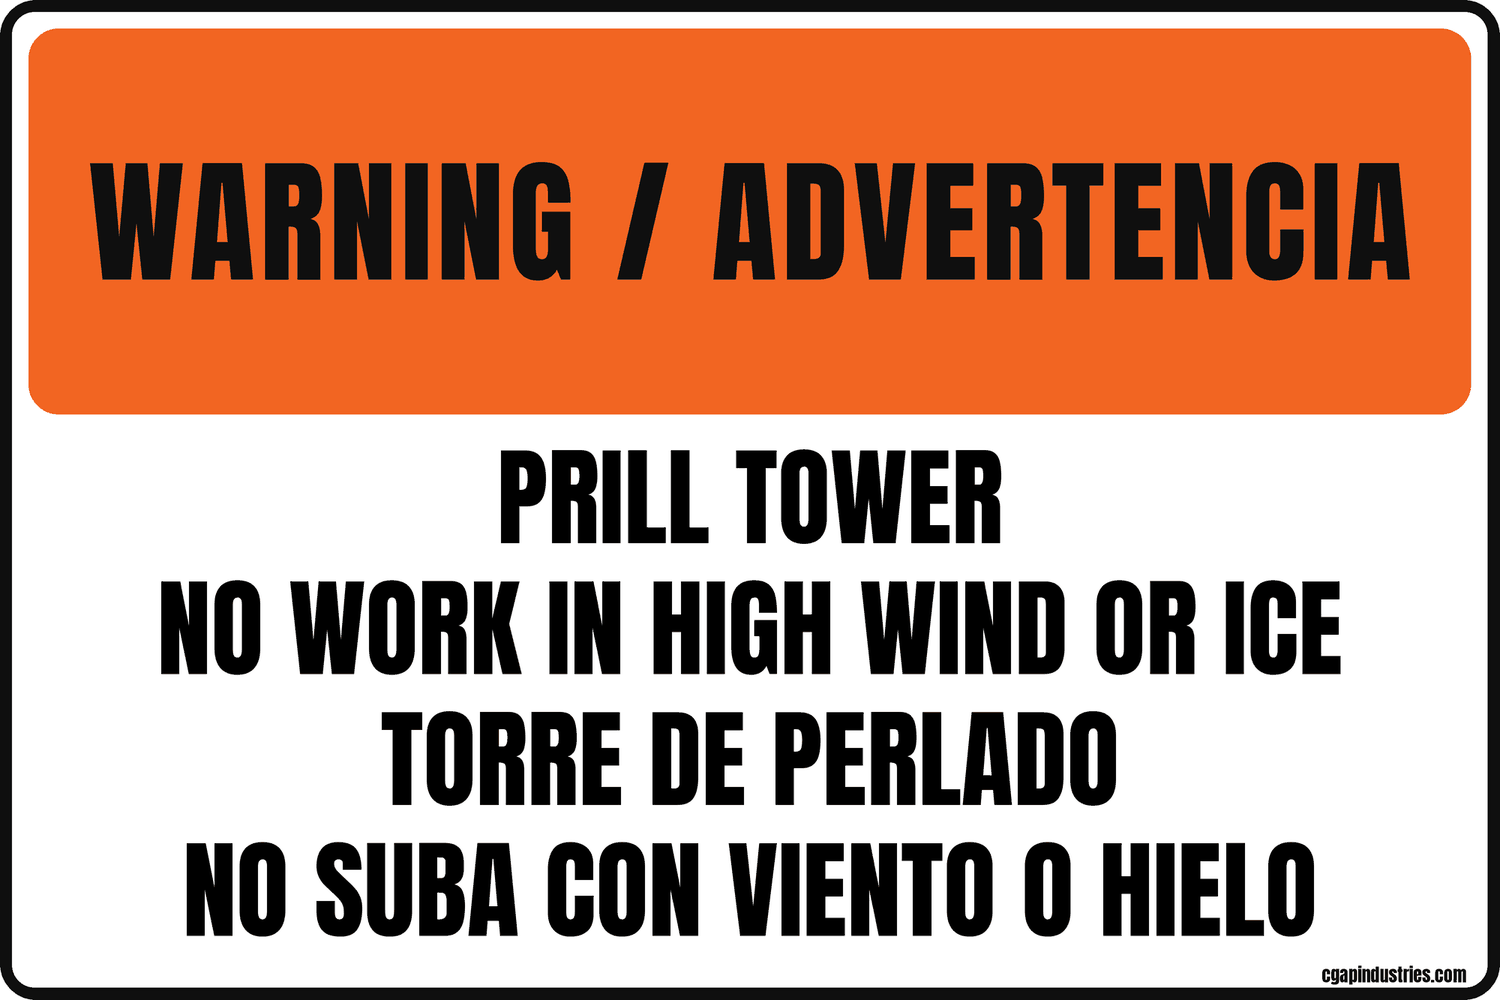 WARNING / ADVERTENCIA
PRILL TOWER
NO WORK IN HIGH WIND OR ICE
TORRE DE PERLADO
NO SUBA CON VIENTO O HIELO
cgapindustries.com